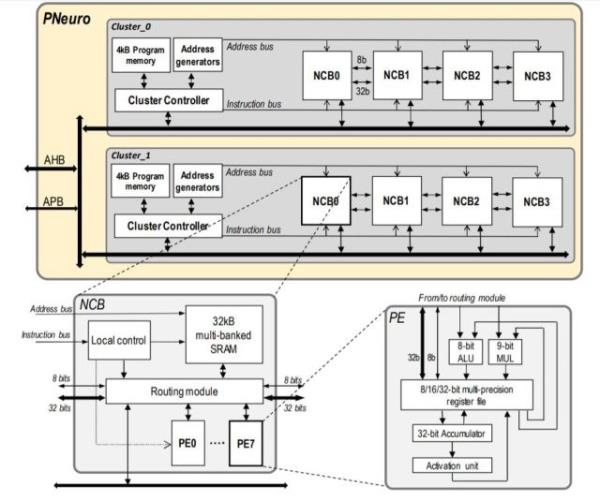 PNeuro
Cluster_0
4kB Program
memory
Address
generators
Address bus
Cluster Controller
Instruction bus
NCB0
8b
32b
NCB1
NCB2
NCB3
AHB
APB
Cluster_1
4kB Program
memory
Address
generators
Address bus
Cluster Controller
Instruction bus
NCB0
NCB1
NCB2
NCB3
NCB
Address bus
Instruction bus
Local control
32kB
multi-banked
SRAM
8 bits
32 bits
Routing module
8 bits
32 bits
PE0
....
PE7
From/to routing module
PE
32b
8b
8-bit
ALU
9-bit
MUL
8/16/32-bit multi-precision
register file
32-bit Accumulator
Activation unit